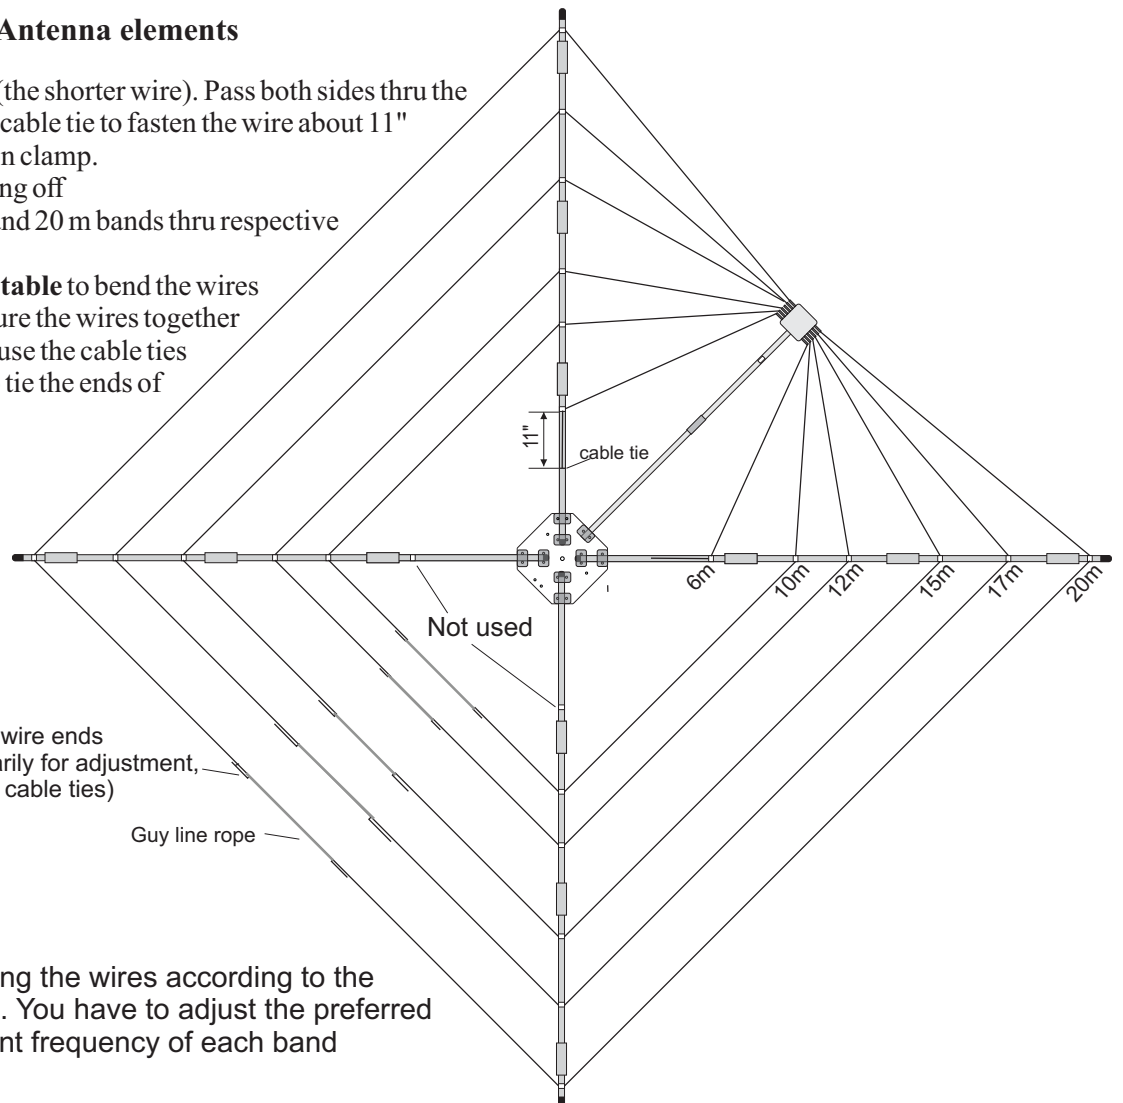 Antenna elements
(the shorter wire). Pass both sides thru the
cable tie to fasten the wire about 11"
n clamp.
ng off
nd 20 m bands thru respective
table to bend the wires
ure the wires together
use the cable ties
tie the ends of
11"
cable tie
6m
10m
12m
15m
17m
20m
Not used
wire ends
arily for adjustment,
cable ties)
Guy line rope
ng the wires according to the
. You have to adjust the preferred
nt frequency of each band